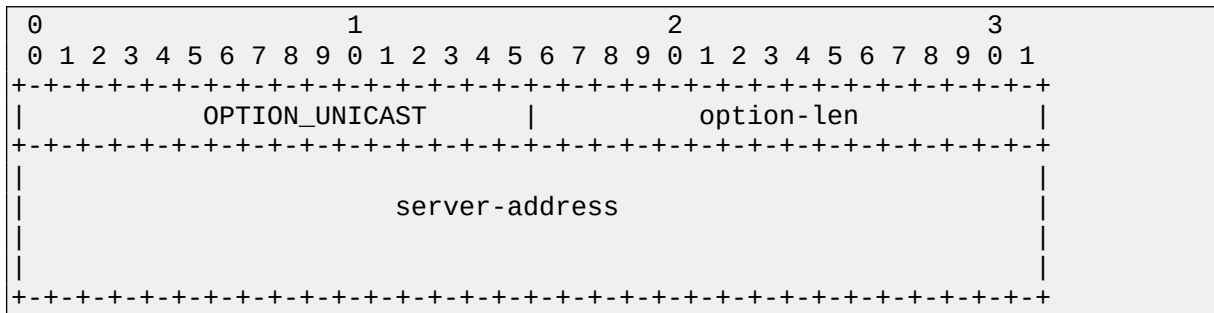 0                   1                   2                   3
 0 1 2 3 4 5 6 7 8 9 0 1 2 3 4 5 6 7 8 9 0 1 2 3 4 5 6 7 8 9 0 1
+-+-+-+-+-+-+-+-+-+-+-+-+-+-+-+-+-+-+-+-+-+-+-+-+-+-+-+-+-+-+-+-+
|           OPTION_UNICAST      |          option-len           |
+-+-+-+-+-+-+-+-+-+-+-+-+-+-+-+-+-+-+-+-+-+-+-+-+-+-+-+-+-+-+-+-+
|                                                               |
|                       server-address                          |
|                                                               |
|                                                               |
+-+-+-+-+-+-+-+-+-+-+-+-+-+-+-+-+-+-+-+-+-+-+-+-+-+-+-+-+-+-+-+-+